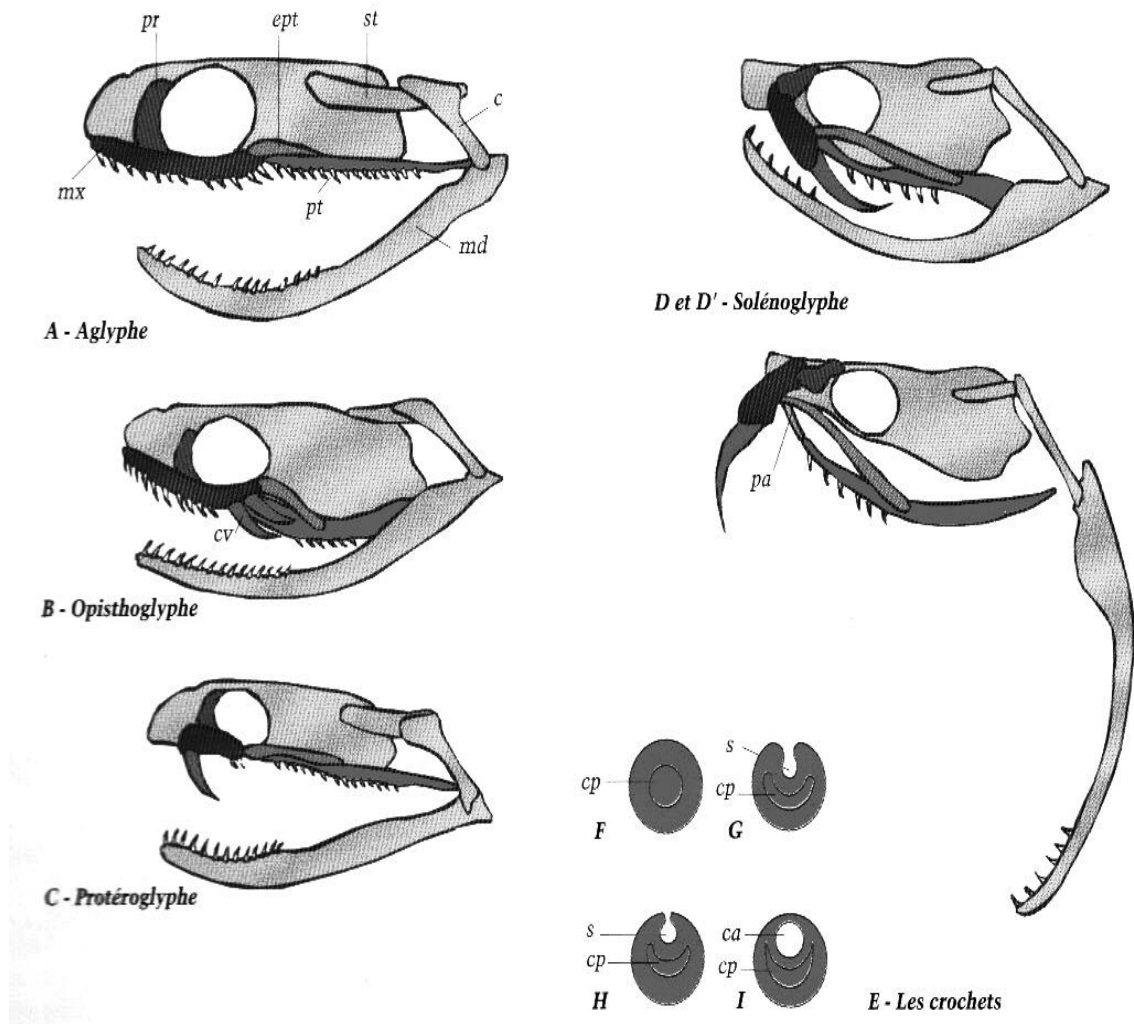 pr
ept
st
c
mx
pt
md
A - Aglyphe
D et D' - Solénoglyphe
cv
B - Opisthoglyphe
pa
C - Protéroglyphe
cp
F
s
cp
G
s
cp
H
ca
cp
I
E - Les crochets